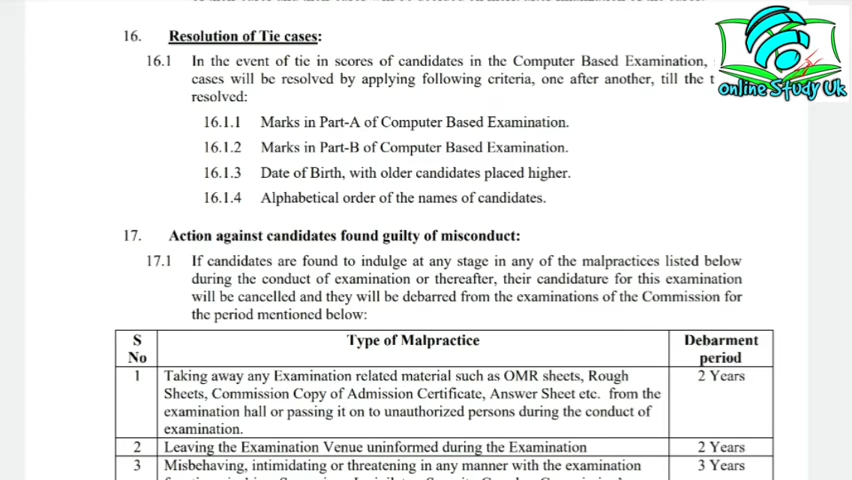 16. Resolution of Tie cases:
16.1 In the event of tie in scores of candidates in the Computer Based Examination,
cases will be resolved by applying following criteria, one after another, till the t
resolved:
16.1.1 Marks in Part-A of Computer Based Examination.
16.1.2 Marks in Part-B of Computer Based Examination.
16.1.3 Date of Birth, with older candidates placed higher.
16.1.4 Alphabetical order of the names of candidates.
17. Action against candidates found guilty of misconduct:
17.1 If candidates are found to indulge at any stage in any of the malpractices listed below
during the conduct of examination or thereafter, their candidature for this examination
will be cancelled and they will be debarred from the examinations of the Commission for
the period mentioned below:
S No Type of Malpractice Debarment period
1 Taking away any Examination related material such as OMR sheets, Rough 2 Years
Sheets, Commission Copy of Admission Certificate, Answer Sheet etc. from the
examination hall or passing it on to unauthorized persons during the conduct of
examination.
2 Leaving the Examination Venue uninformed during the Examination 2 Years
3 Misbehaving, intimidating or threatening in any manner with the examination 3 Years
online Study Uk